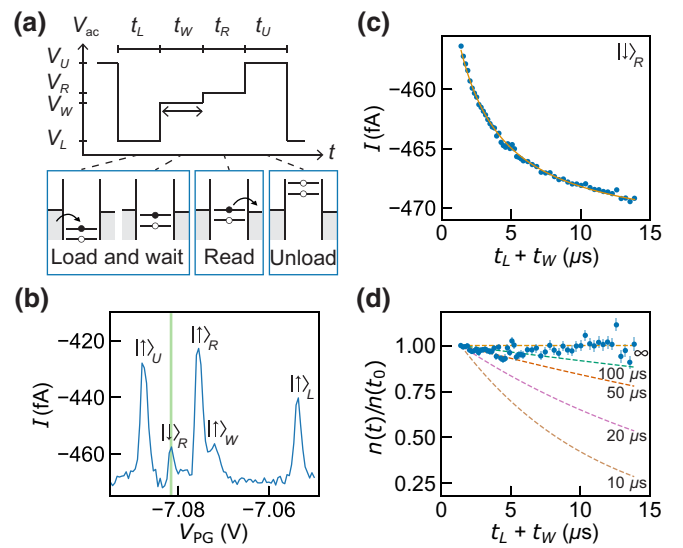 (a)
V_ac t_L t_W t_R t_U
V_U
V_R
V_W
V_L
t
Load and wait Read Unload
(b)
|↑⟩_U |↑⟩_R
|↓⟩_R |↑⟩_W |↑⟩_L
−420
−440
−460
I (fA)
−7.08 −7.06
V_PG (V)
(c)
|↓⟩_R
−460
−465
−470
I (fA)
0 5 10 15
t_L + t_W (µs)
(d)
1.00
0.75
0.50
0.25
n(t)/n(t₀)
∞
100 µs
50 µs
20 µs
10 µs
0 5 10 15
t_L + t_W (µs)